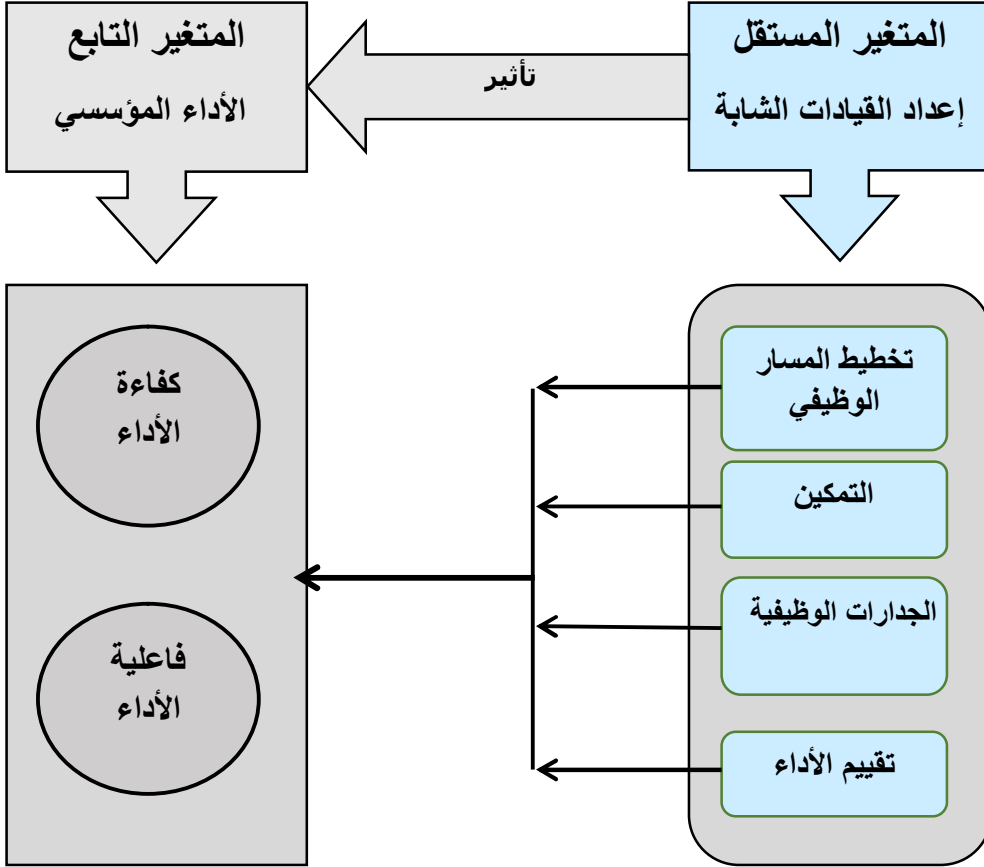 المتغير المستقل
إعداد القيادات الشابة
تأثير
المتغير التابع
الأداء المؤسسي
تخطيط المسار
الوظيفي
التمكين
الجدارات الوظيفية
تقييم الأداء
كفاءة
الأداء
فاعلية
الأداء